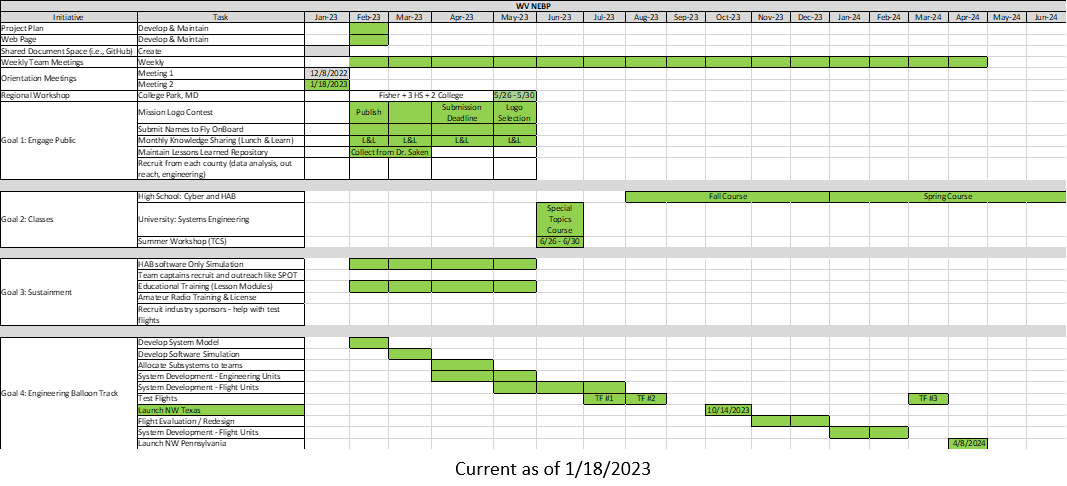 WV NEBP
Initiative Task Jan-23 Feb-23 Mar-23 Apr-23 May-23 Jun-23 Jul-23 Aug-23 Sep-23 Oct-23 Nov-23 Dec-23 Jan-24 Feb-24 Mar-24 Apr-24 May-24 Jun-24
Project Plan Develop & Maintain
Web Page Develop & Maintain
Shared Document Space (i.e., GitHub) Create
Weekly Team Meetings Weekly
Orientation Meetings
Meeting 1 12/8/2022
Meeting 2 1/18/2023
Regional Workshop College Park, MD Fisher + 3 HS + 2 College 5/26 - 5/30
Goal 1: Engage Public
Mission Logo Contest Publish
Submission
Deadline
Logo
Selection
Submit Names to Fly OnBoard
Monthly Knowledge Sharing (Lunch & Learn) L&L L&L L&L L&L
Maintain Lessons Learned Repository Collect from Dr. Saken
Recruit from each county (data analysis, out
reach, engineering)
Goal 2: Classes
High School: Cyber and HAB Fall Course Spring Course
University: Systems Engineering
Special
Topics
Course
Summer Workshop (TCS) 6/26 - 6/30
Goal 3: Sustainment
HAB software Only Simulation
Team captains recruit and outreach like SPOT
Educational Training (Lesson Modules)
Amateur Radio Training & License
Recruit industry sponsors - help with test
flights
Goal 4: Engineering Balloon Track
Develop System Model
Develop Software Simulation
Allocate Subsystems to teams
System Development - Engineering Units
System Development - Flight Units
Test Flights TF #1 TF #2 TF #3
Launch NW Texas 10/14/2023
Flight Evaluation / Redesign
System Development - Flight Units
Launch NW Pennsylvania 4/8/2024
Current as of 1/18/2023